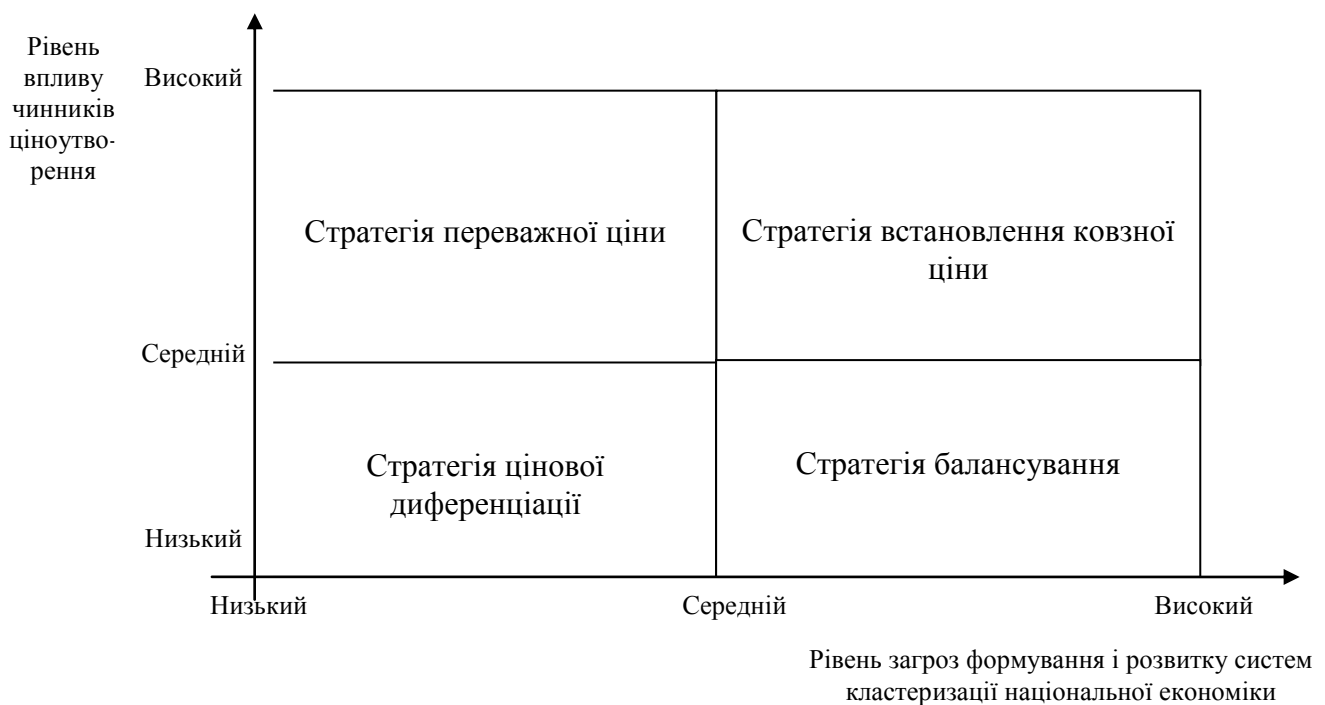 Рівень
впливу
чинників
ціноутво-
рення
Високий
Стратегія переважної ціни
Стратегія встановлення ковзної
ціни
Середній
Стратегія цінової
диференціації
Стратегія балансування
Низький
Низький
Середній
Високий
Рівень загроз формування і розвитку систем
кластеризації національної економіки